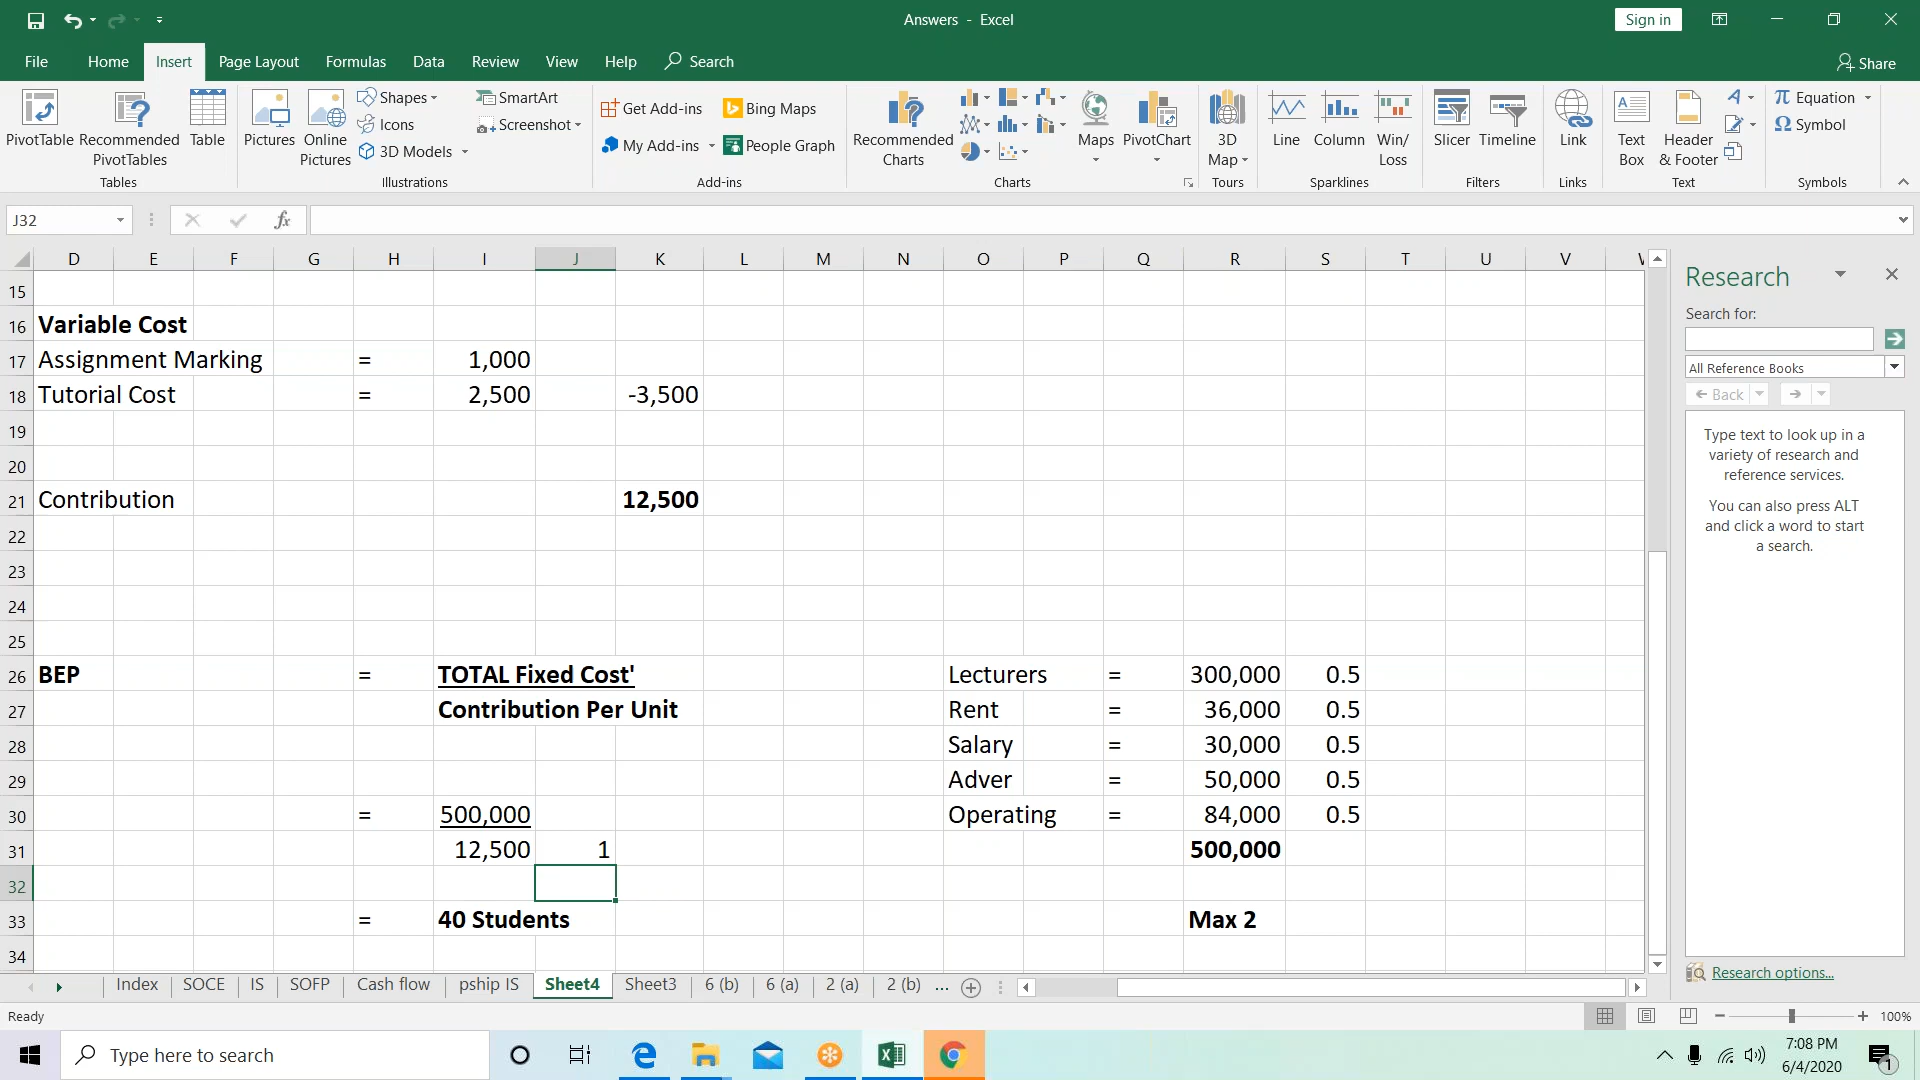 Answers - Excel
Sign in
File Home Insert Page Layout Formulas Data Review View Help Search
Share
PivotTable
Recommended PivotTables
Table
Tables
Pictures
Online Pictures
Shapes
Icons
3D Models
SmartArt
Screenshot
Illustrations
Get Add-ins
My Add-ins
Bing Maps
People Graph
Add-ins
Recommended Charts
Maps
PivotChart
Charts
3D Map
Tours
Line
Column
Win/Loss
Sparklines
Slicer
Timeline
Filters
Link
Links
Text Box
Header & Footer
Text
Equation
Symbol
Symbols
J32
fx
D E F G H I J K L M N O P Q R S T U V
15
16 Variable Cost
17 Assignment Marking = 1,000
18 Tutorial Cost = 2,500 -3,500
19
20
21 Contribution 12,500
22
23
24
25
26 BEP = TOTAL Fixed Cost' Lecturers = 300,000 0.5
27 Contribution Per Unit Rent = 36,000 0.5
28 Salary = 30,000 0.5
29 Adver = 50,000 0.5
30 = 500,000 Operating = 84,000 0.5
31 12,500 1 500,000
32
33 = 40 Students Max 2
34
Research
Search for:
All Reference Books
Back
Type text to look up in a
variety of research and
reference services.
You can also press ALT
and click a word to start
a search.
Research options...
Index SOCE IS SOFP Cash flow pship IS Sheet4 Sheet3 6 (b) 6 (a) 2 (a) 2 (b) ...
Ready
100%
Type here to search
7:08 PM
6/4/2020
1